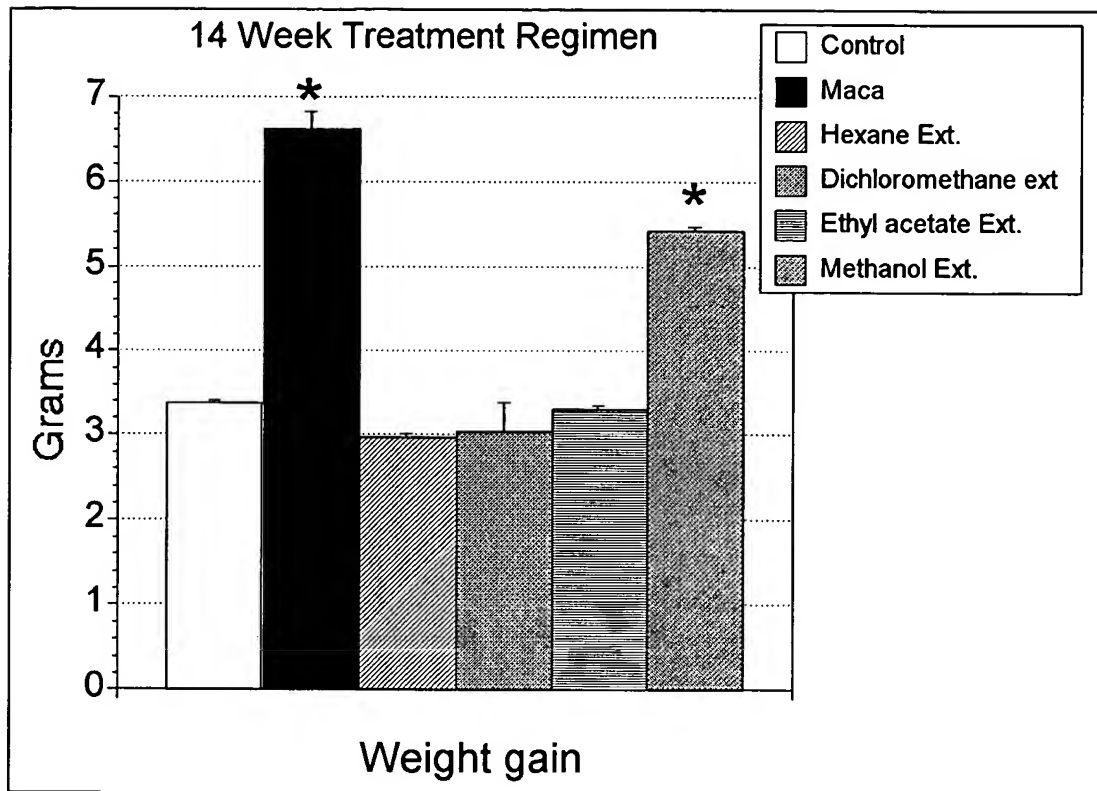 14 Week Treatment Regimen
Control
Maca
Hexane Ext.
Dichloromethane ext
Ethyl acetate Ext.
Methanol Ext.
*
*
7
6
5
4
3
2
1
0
Grams
Weight gain